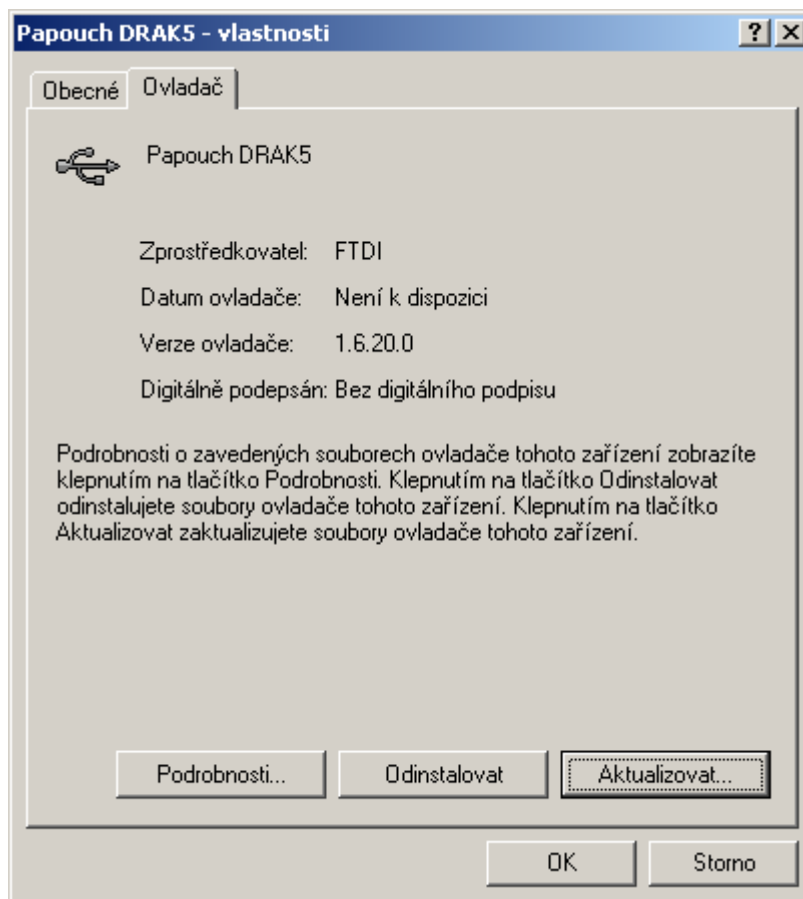 Papouch DRAK5 - vlastnosti
Obecné
Ovladač
Papouch DRAK5
Zprostředkovatel: FTDI
Datum ovladače: Není k dispozici
Verze ovladače: 1.6.20.0
Digitálně podepsán: Bez digitálního podpisu
Podrobnosti o zavedených souborech ovladače tohoto zařízení zobrazíte
klepnutím na tlačítko Podrobnosti. Klepnutím na tlačítko Odinstalovat
odinstalujete soubory ovladače tohoto zařízení. Klepnutím na tlačítko
Aktualizovat zaktualizujete soubory ovladače tohoto zařízení.
Podrobnosti... Odinstalovat Aktualizovat...
OK Storno